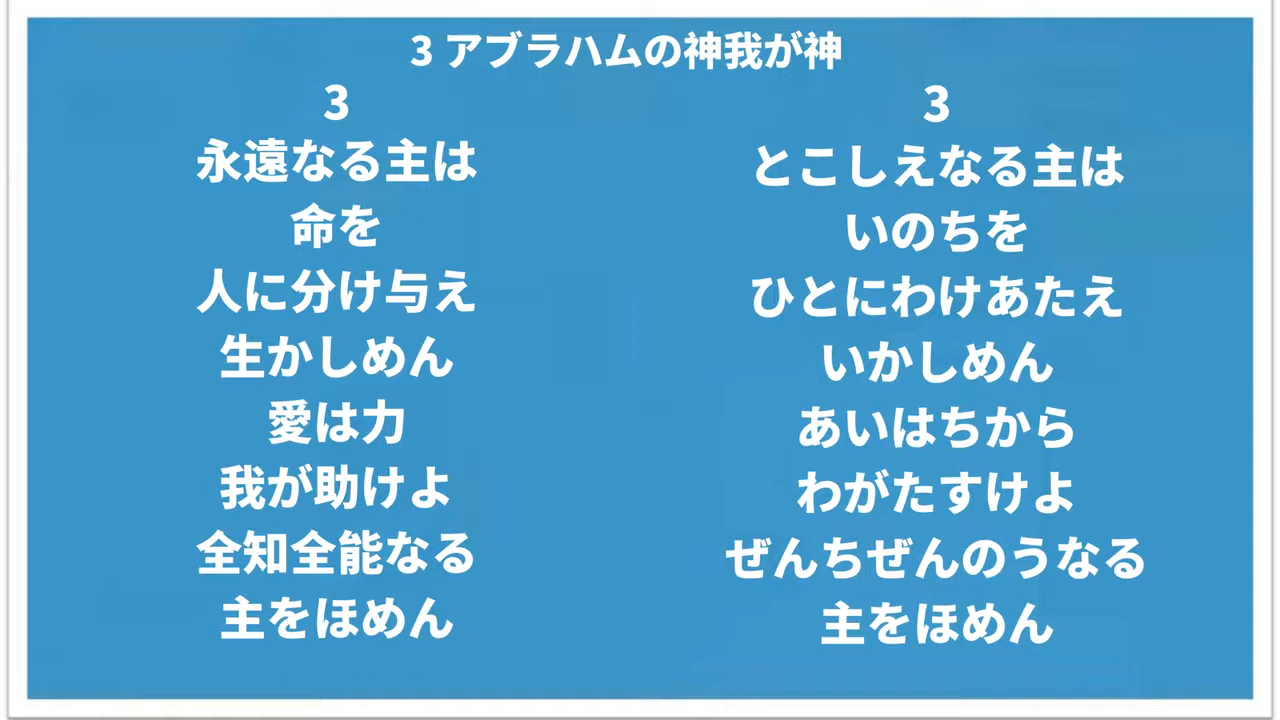 3 アブラハムの神我が神
3
永遠なる主は
命を
人に分け与え
生かしめん
愛は力
我が助けよ
全知全能なる
主をほめん
3
とこしえなる主は
いのちを
ひとにわけあたえ
いかしめん
あいはちから
わがたすけよ
ぜんちぜんのうなる
主をほめん